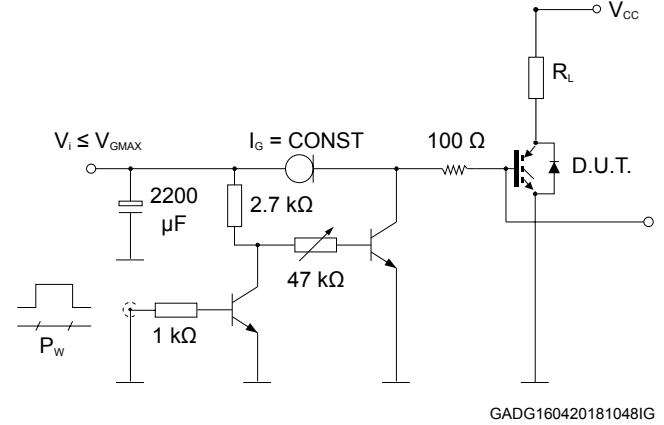 V_CC
R_L
V_i ≤ V_GMAX
I_G = CONST
100 Ω
D.U.T.
2200
µF
2.7 kΩ
47 kΩ
1 kΩ
P_W
GADG160420181048IG